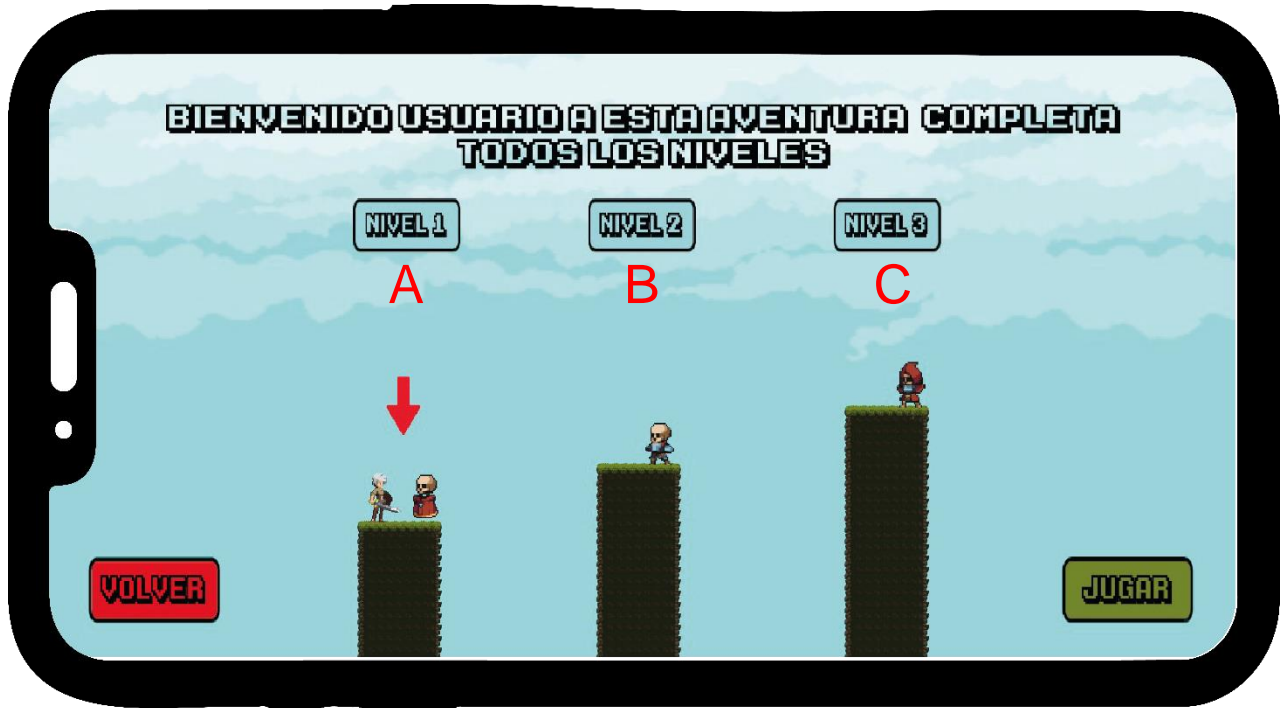 BIENVENIDO USUARIO A ESTA AVENTURA COMPLETA
TODOS LOS NIVELES
NIVEL 1
NIVEL 2
NIVEL 3
A
B
C
VOLVER
JUGAR